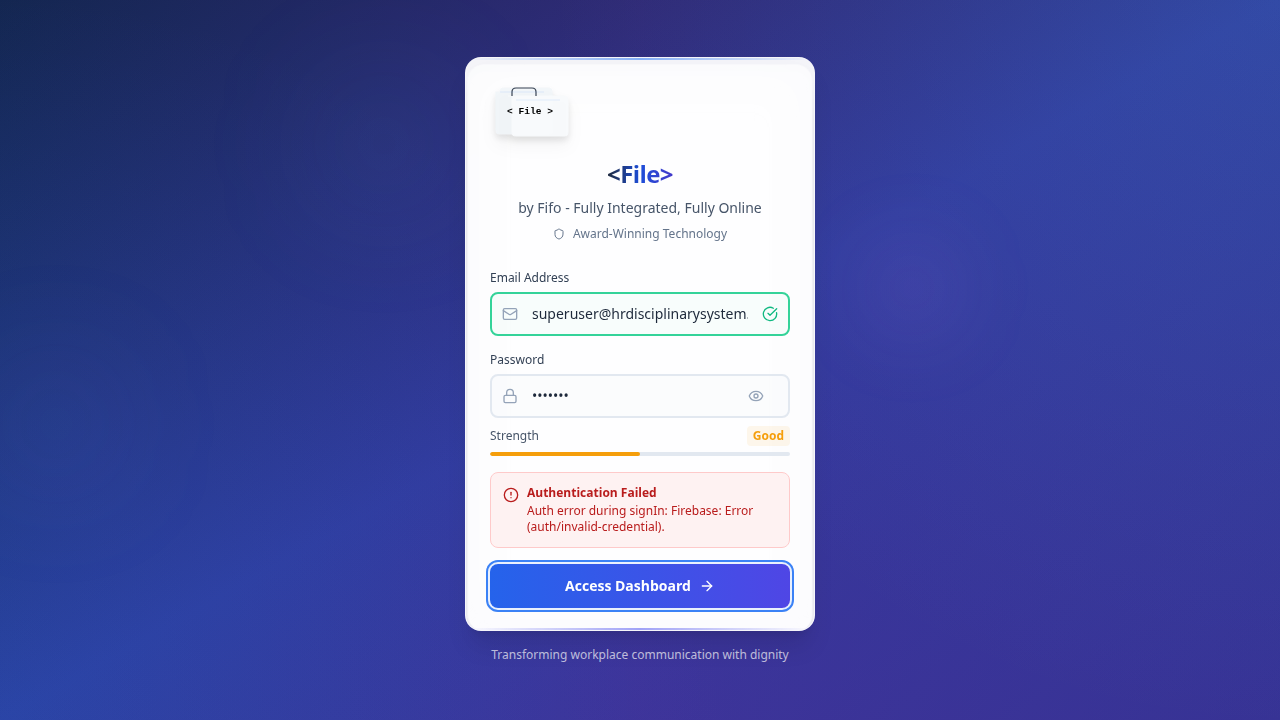 < File >
<File>
by Fifo - Fully Integrated, Fully Online
Award-Winning Technology
Email Address
superuser@hrdisciplinarysystem.
Password
•••••••
Strength
Good
Authentication Failed
Auth error during signIn: Firebase: Error
(auth/invalid-credential).
Access Dashboard
Transforming workplace communication with dignity